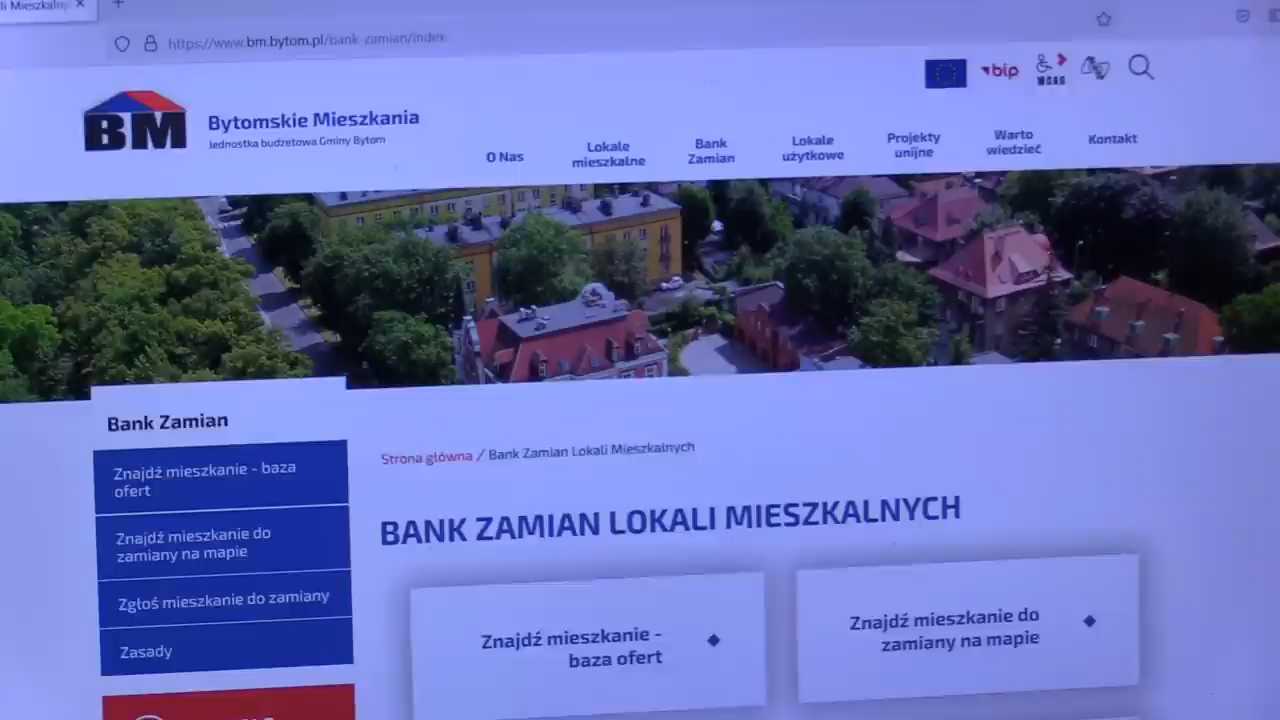 https://www.bm.bytom.pl/bank-zamian/index
bip
BM
Bytomskie Mieszkania
Jednostka budżetowa Gminy Bytom
O Nas
Lokale
mieszkalne
Bank
Zamian
Lokale
użytkowe
Projekty
unijne
Warto
wiedzieć
Kontakt
Bank Zamian
Znajdź mieszkanie - baza
ofert
Znajdź mieszkanie do
zamiany na mapie
Zgłoś mieszkanie do zamiany
Zasady
Strona główna / Bank Zamian Lokali Mieszkalnych
BANK ZAMIAN LOKALI MIESZKALNYCH
Znajdź mieszkanie -
baza ofert
Znajdź mieszkanie do
zamiany na mapie